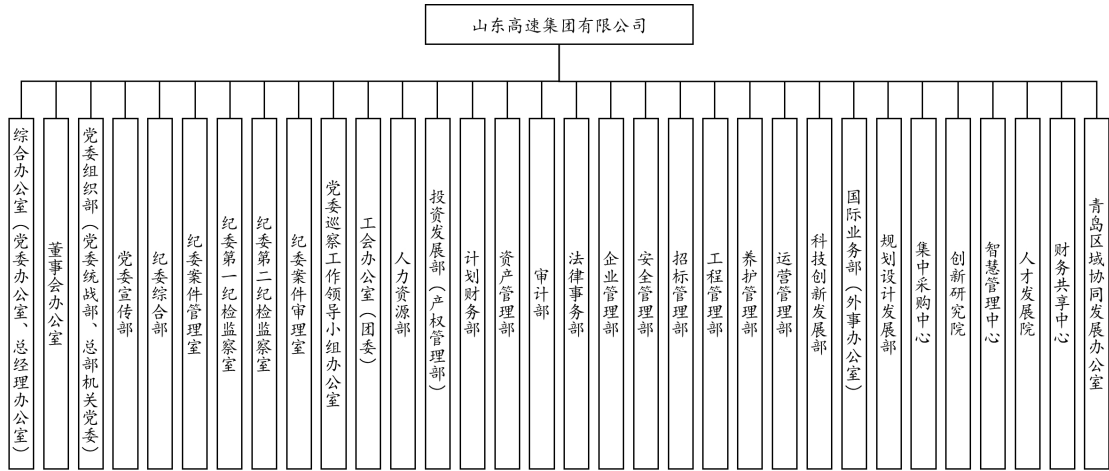 山东高速集团有限公司
综合办公室（党委办公室、总经理办公室）
董事会办公室
党委组织部（党委统战部、总部机关党委）
党委宣传部
纪委综合部
纪委案件管理室
纪委第一纪检监察室
纪委第二纪检监察室
纪委案件审理室
党委巡察工作领导小组办公室
工会办公室（团委）
人力资源部
投资发展部（产权管理部）
计划财务部
资产管理部
审计部
法律事务部
企业管理部
安全管理部
招标管理部
工程管理部
养护管理部
运营管理部
科技创新发展部
国际业务部（外事办公室）
规划设计发展部
集中采购中心
创新研究院
智慧管理中心
人才发展院
财务共享中心
青岛区域协同发展办公室